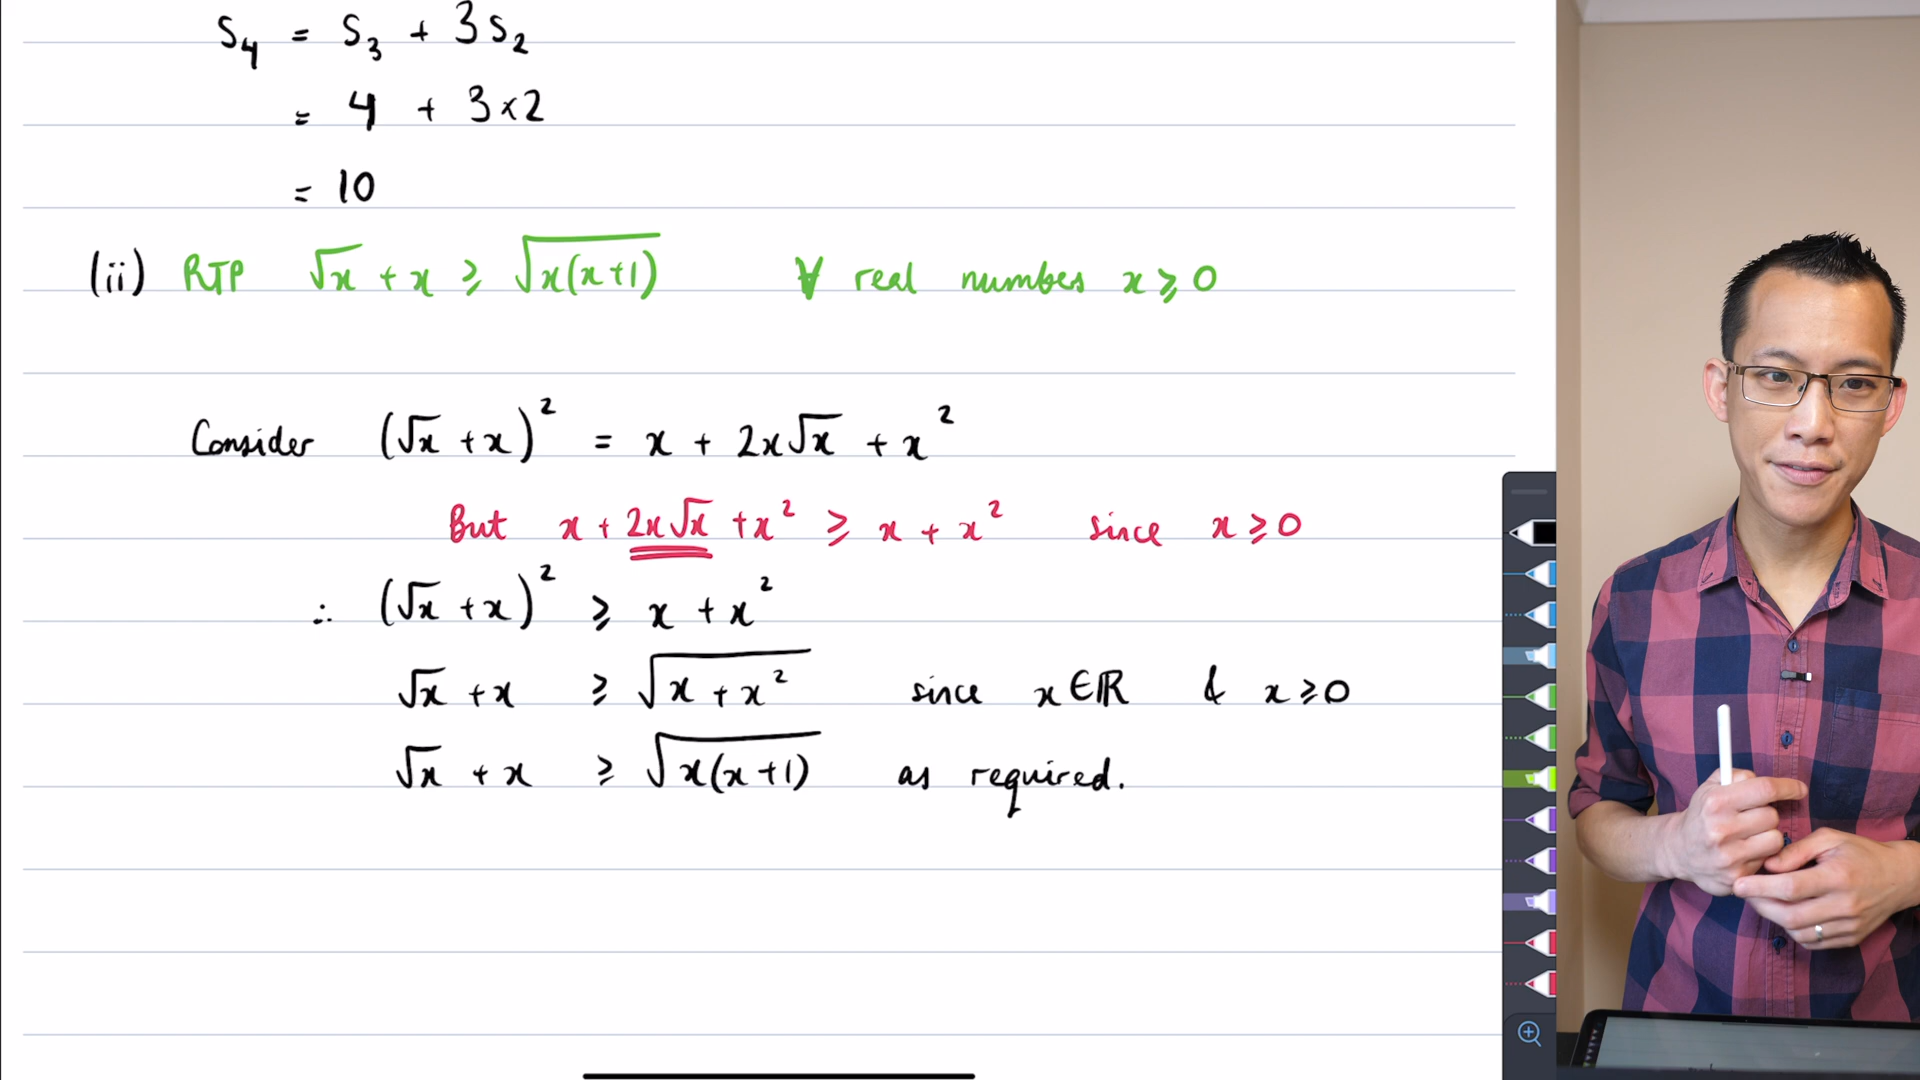 S₄ = S₃ + 3S₂
= 4 + 3×2
= 10
(ii) RTP √x + x ≥ √(x(x+1)) ∀ real numbers x ≥ 0
Consider (√x + x)² = x + 2x√x + x²
But x + 2x√x + x² ≥ x + x² since x ≥ 0
∴ (√x + x)² ≥ x + x²
√x + x ≥ √(x + x²) since x ∈ ℝ & x ≥ 0
√x + x ≥ √(x(x+1)) as required.